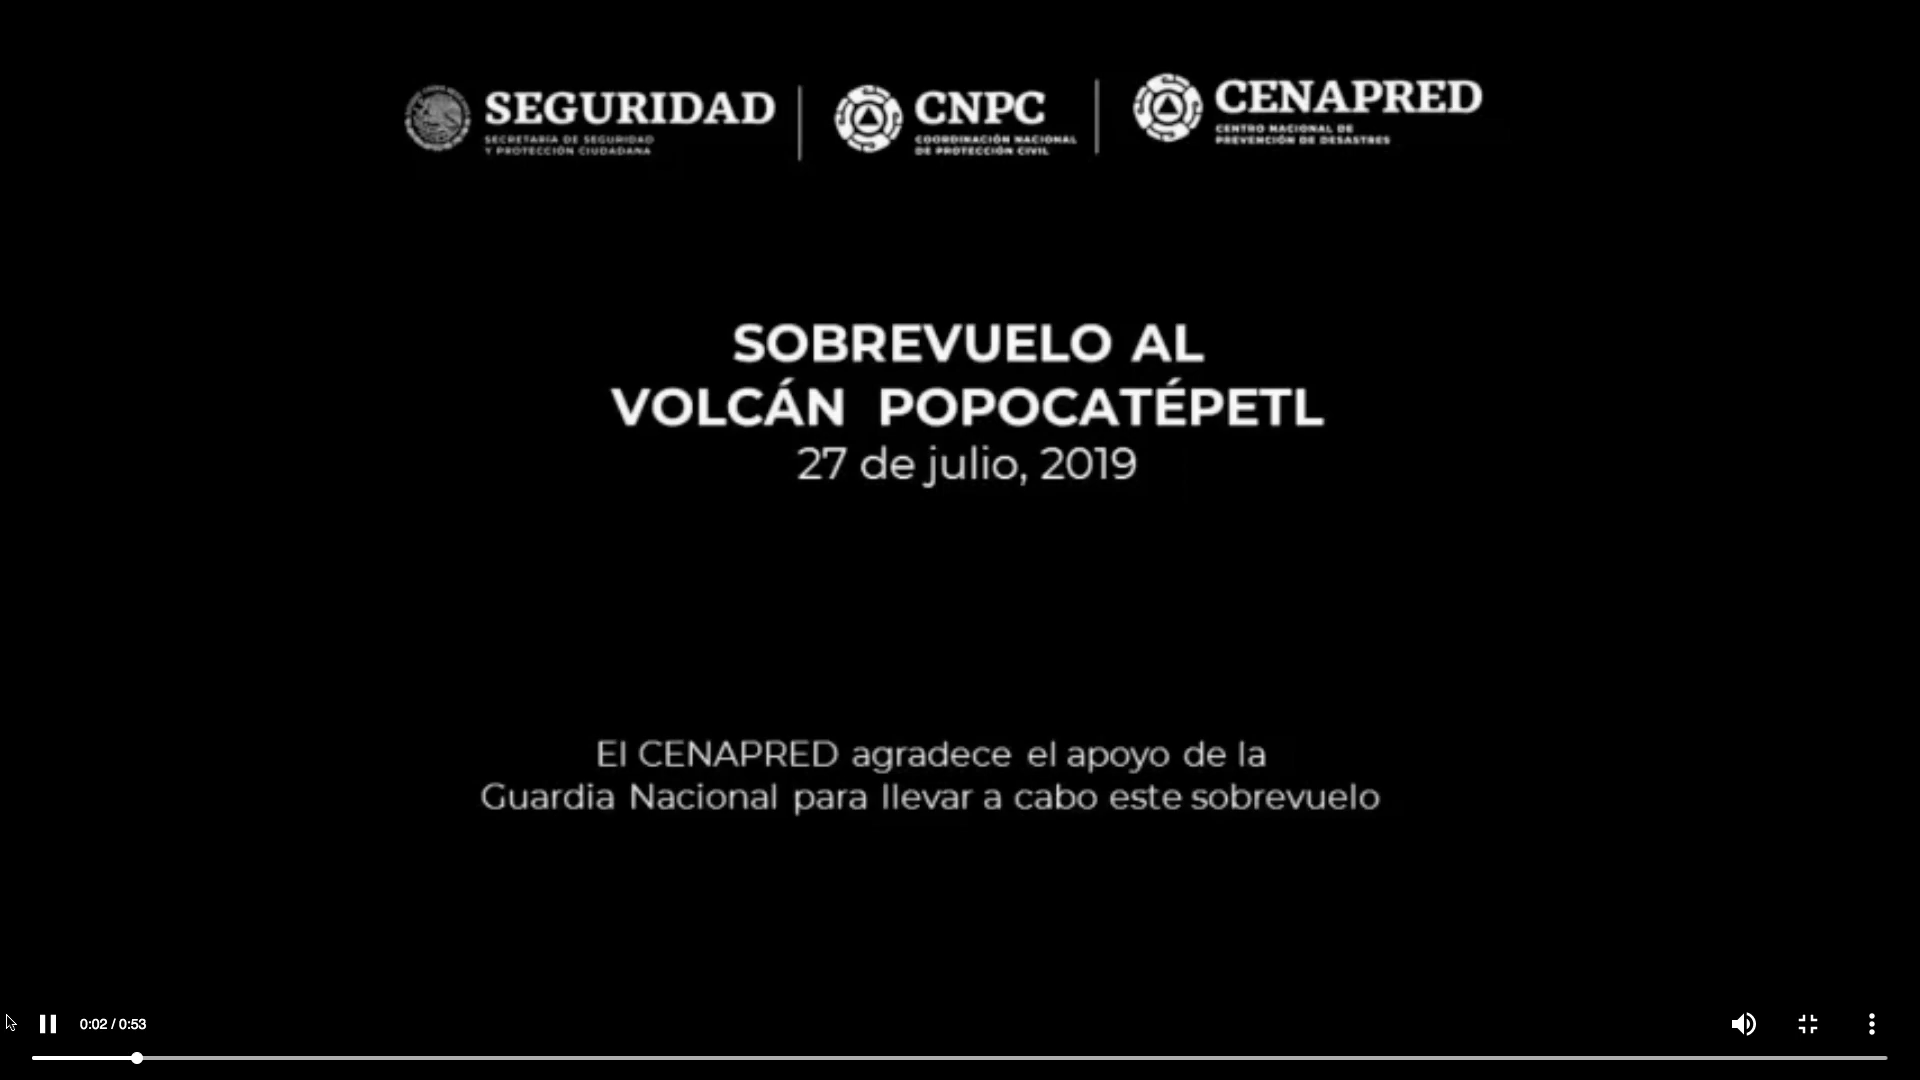 SEGURIDAD
SECRETARÍA DE SEGURIDAD
Y PROTECCIÓN CIUDADANA
CNPC
COORDINACIÓN NACIONAL
DE PROTECCIÓN CIVIL
CENAPRED
CENTRO NACIONAL DE
PREVENCIÓN DE DESASTRES
SOBREVUELO AL
VOLCÁN POPOCATÉPETL
27 de julio, 2019
El CENAPRED agradece el apoyo de la
Guardia Nacional para llevar a cabo este sobrevuelo
0:02 / 0:53